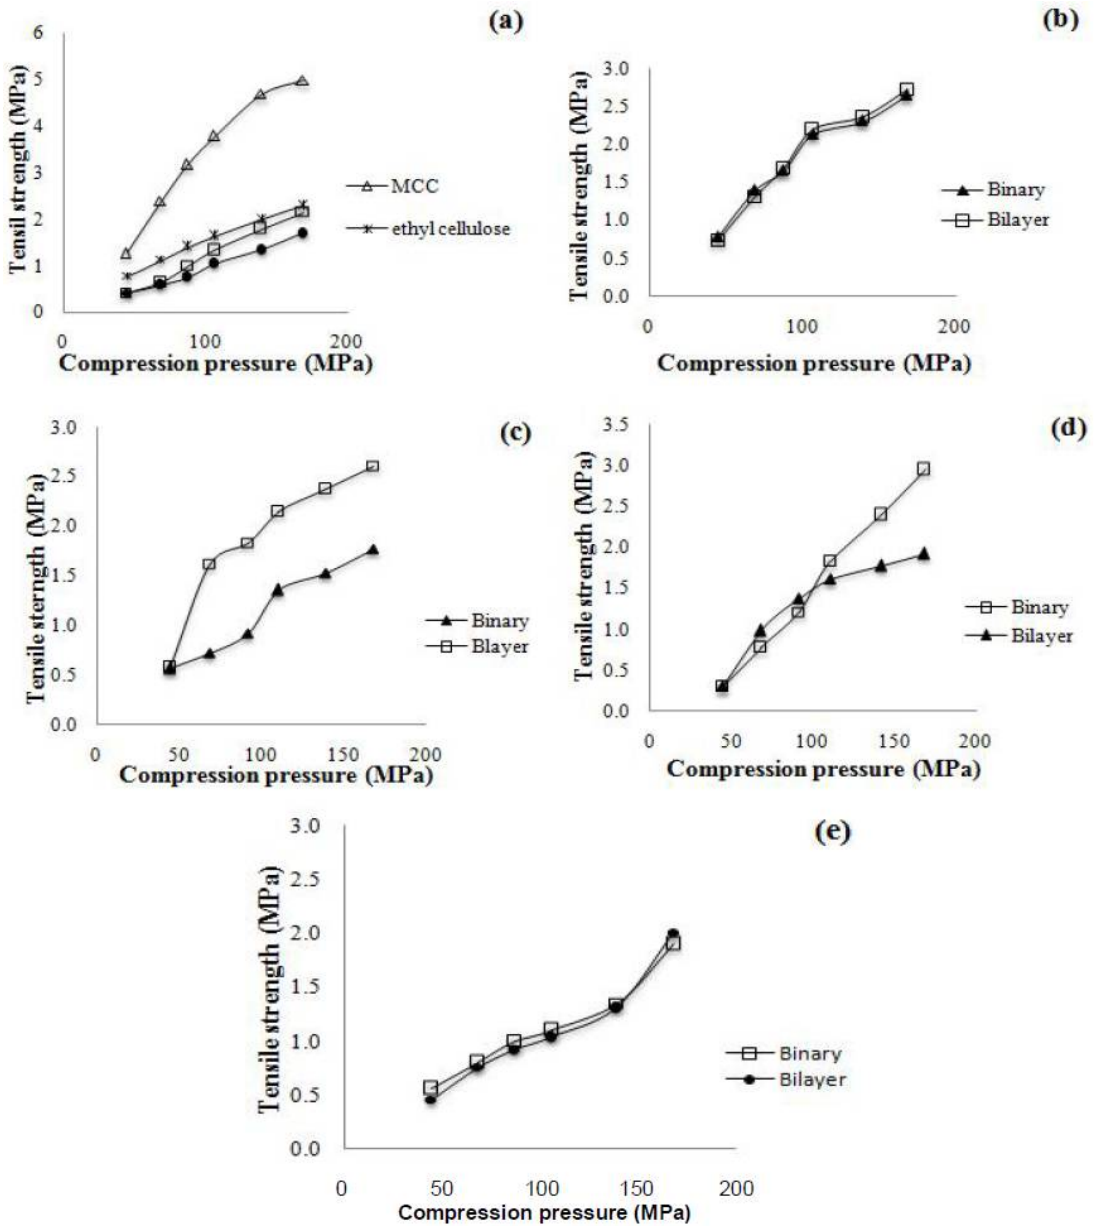 (a)
6
5
4
3
2
1
0
Tensil strength (MPa)
MCC
ethyl cellulose
0 100 200
Compression pressure (MPa)
(b)
3.0
2.5
2.0
1.5
1.0
0.5
0.0
Tensile strength (MPa)
Binary
Bilayer
0 100 200
Compression pressure (MPa)
(c)
3.0
2.5
2.0
1.5
1.0
0.5
0.0
Tensile sterngth (MPa)
Binary
Blayer
0 50 100 150 200
Compression pressure (MPa)
(d)
3.5
3.0
2.5
2.0
1.5
1.0
0.5
0.0
Tensile strength (MPa)
Binary
Bilayer
0 50 100 150 200
Compression pressure (MPa)
(e)
3.0
2.5
2.0
1.5
1.0
0.5
0.0
Tensile strength (MPa)
Binary
Bilayer
0 50 100 150 200
Compression pressure (MPa)